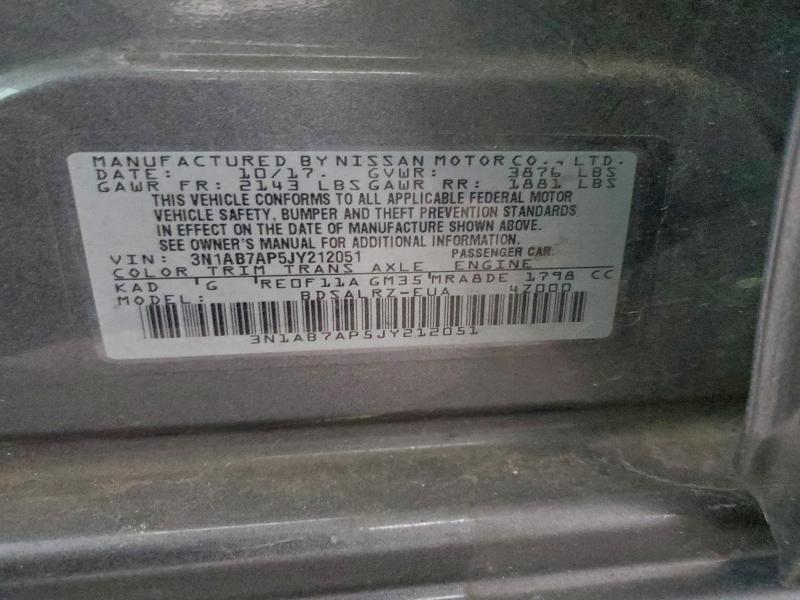 MANUFACTURED BY NISSAN MOTOR CO., LTD.
DATE: 10/17. GVWR: 3876 LBS
GAWR FR: 2143 LBS GAWR RR: 1881 LBS
THIS VEHICLE CONFORMS TO ALL APPLICABLE FEDERAL MOTOR
VEHICLE SAFETY, BUMPER AND THEFT PREVENTION STANDARDS
IN EFFECT ON THE DATE OF MANUFACTURE SHOWN ABOVE.
SEE OWNER'S MANUAL FOR ADDITIONAL INFORMATION.
VIN: 3N1AB7AP5JY212051 PASSENGER CAR.
COLOR TRIM TRANS AXLE ENGINE
KAD G RE0F11A GM35 MRA8DE 1798 CC
MODEL: BDSALRZ-EUA 4Z000
3N1AB7AP5JY212051